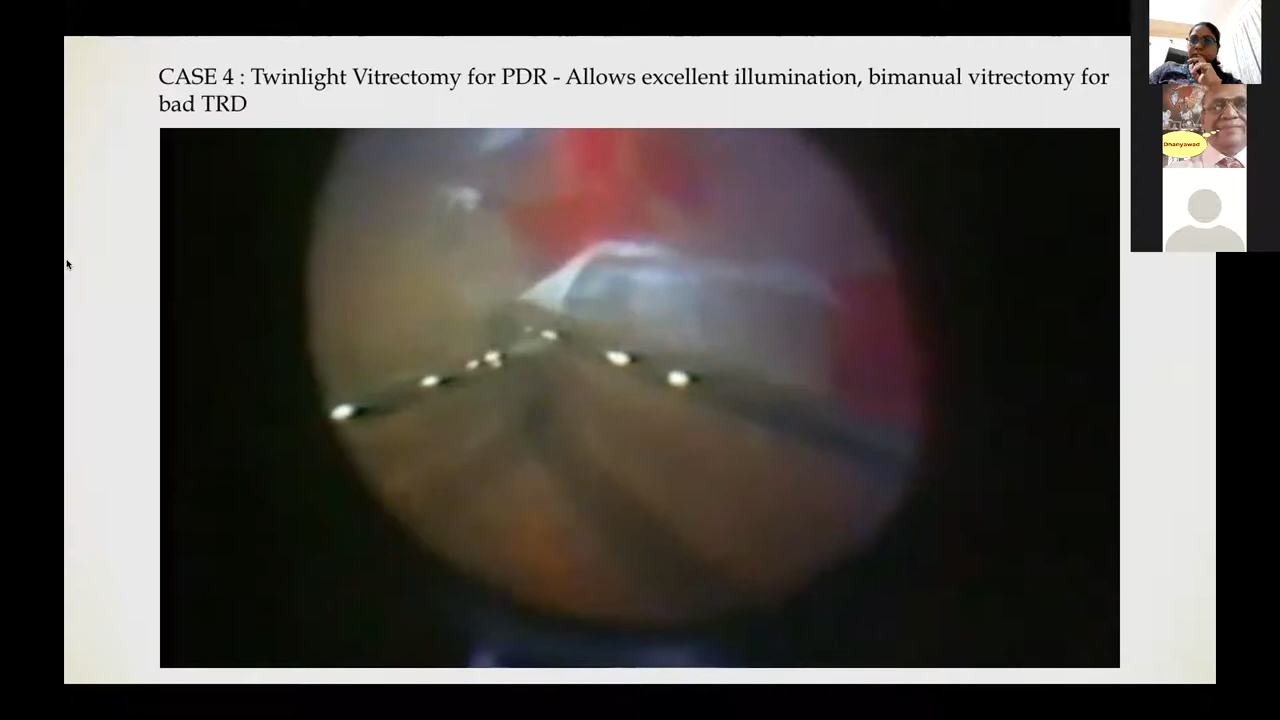 CASE 4 : Twinlight Vitrectomy for PDR - Allows excellent illumination, bimanual vitrectomy for
bad TRD
Dhanyawad